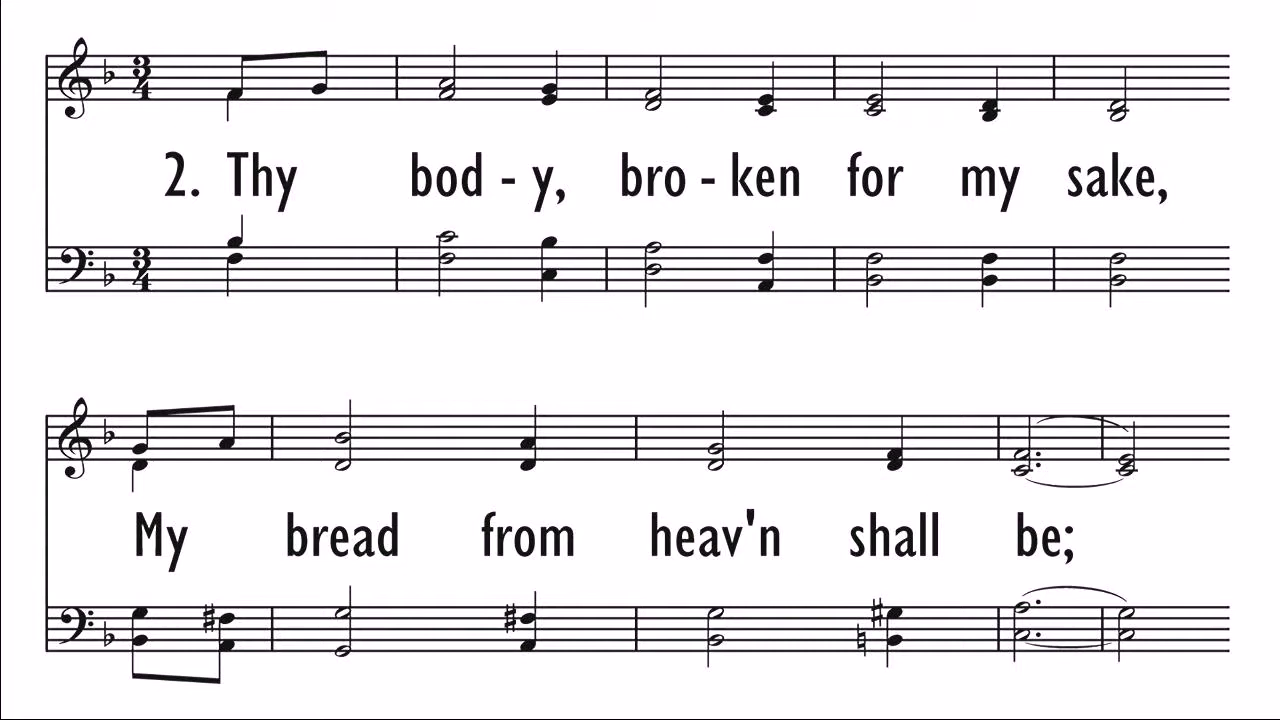 2. Thy bod - y, bro - ken for my sake,
My bread from heav'n shall be;